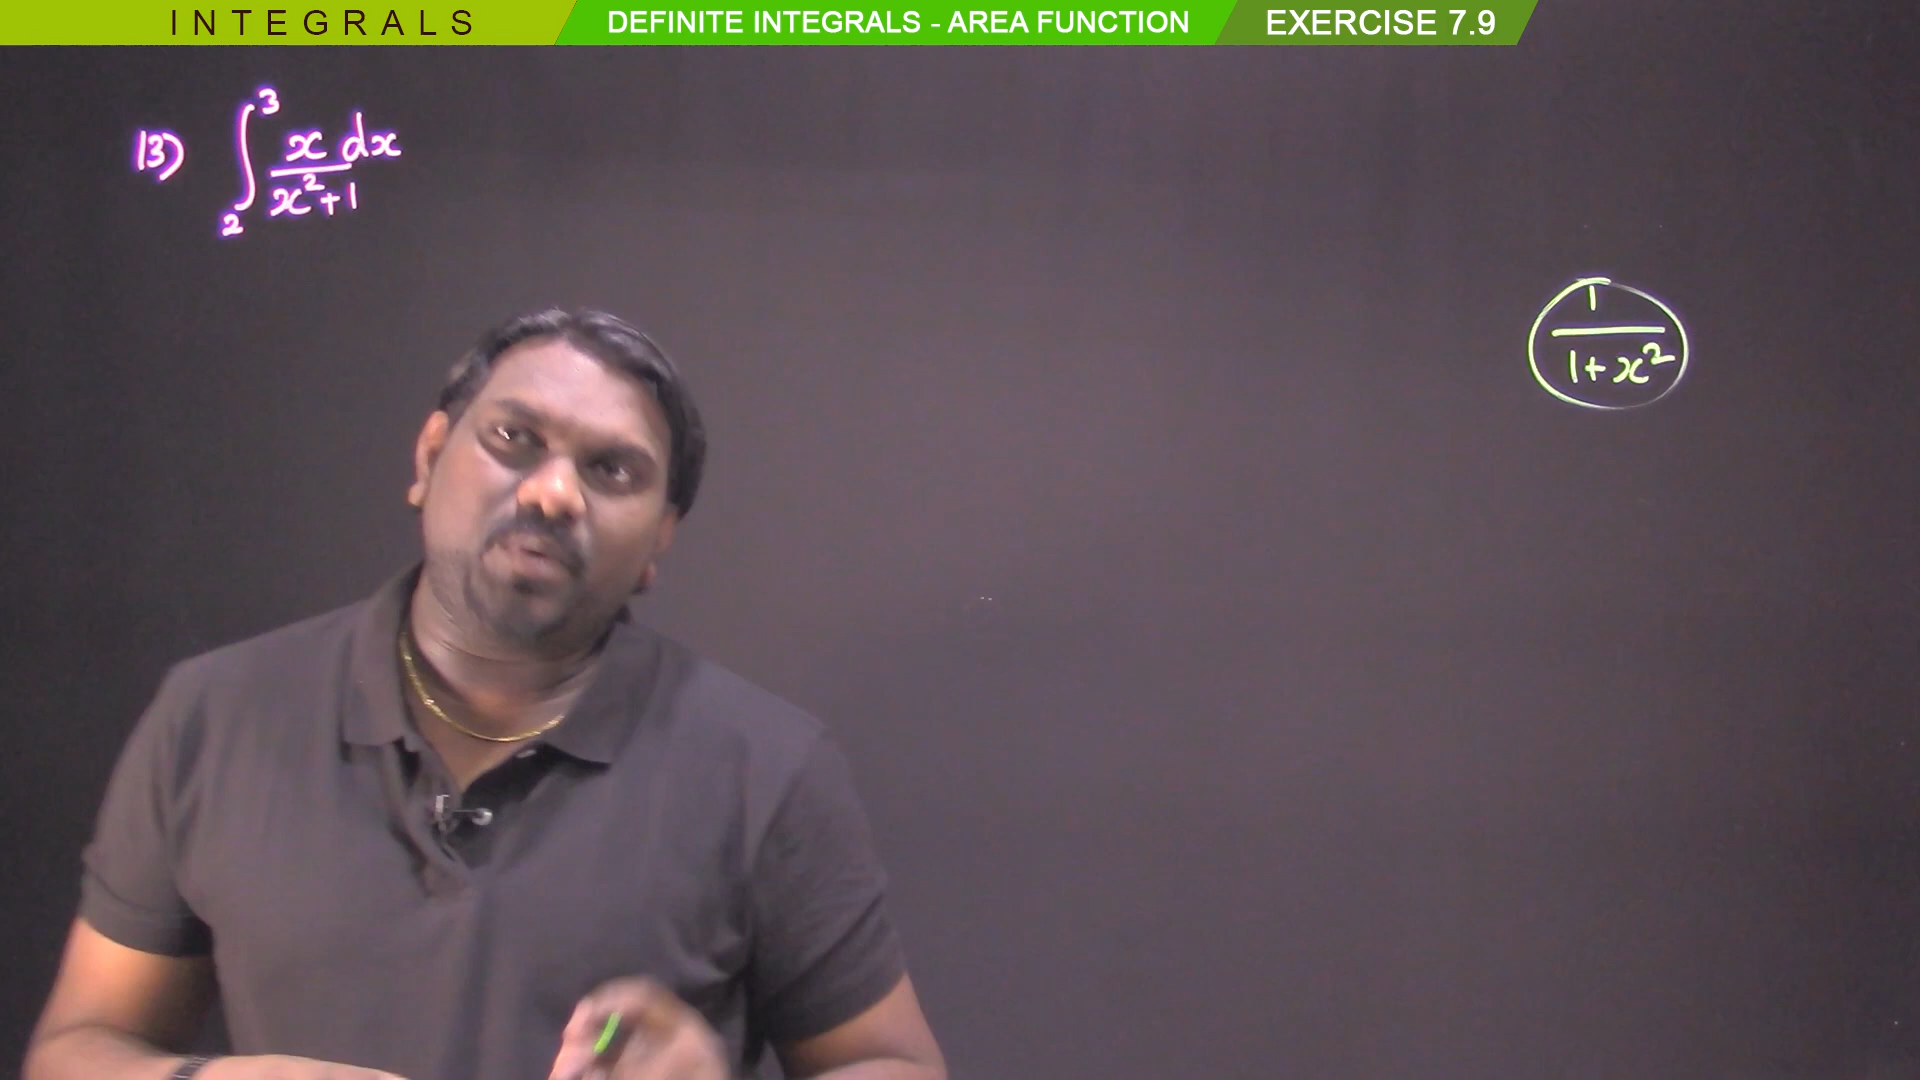 INTEGRALS DEFINITE INTEGRALS - AREA FUNCTION EXERCISE 7.9
13) ∫₂³ x dx / x²+1
1 / 1+x²